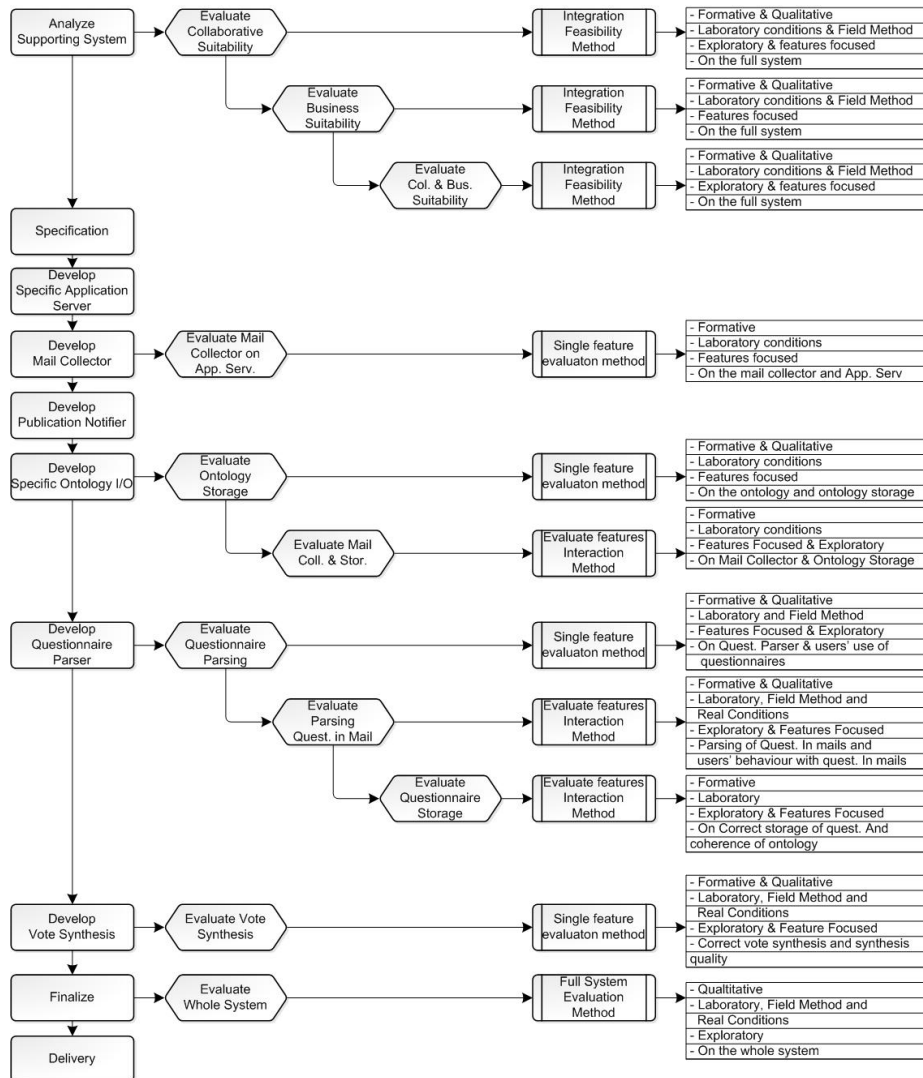 Analyze
Supporting System
Evaluate
Collaborative
Suitability
Integration
Feasibility
Method
- Formative & Qualitative
- Laboratory conditions & Field Method
- Exploratory & features focused
- On the full system
Evaluate
Business
Suitability
Integration
Feasibility
Method
- Formative & Qualitative
- Laboratory conditions & Field Method
- Features focused
- On the full system
Evaluate
Col. & Bus.
Suitability
Integration
Feasibility
Method
- Formative & Qualitative
- Laboratory conditions & Field Method
- Exploratory & features focused
- On the full system
Specification
Develop
Specific Application
Server
Develop
Mail Collector
Evaluate Mail
Collector on
App. Serv.
Single feature
evaluaton method
- Formative
- Laboratory conditions
- Features focused
- On the mail collector and App. Serv
Develop
Publication Notifier
Develop
Specific Ontology I/O
Evaluate
Ontology
Storage
Single feature
evaluaton method
- Formative & Qualitative
- Laboratory conditions
- Features focused
- On the ontology and ontology storage
Evaluate Mail
Coll. & Stor.
Evaluate features
Interaction
Method
- Formative
- Laboratory conditions
- Features Focused & Exploratory
- On Mail Collector & Ontology Storage
Develop
Questionnaire
Parser
Evaluate
Questionnaire
Parsing
Single feature
evaluaton method
- Formative & Qualitative
- Laboratory and Field Method
- Features Focused & Exploratory
- On Quest. Parser & users' use of
questionnaires
Evaluate
Parsing
Quest. in Mail
Evaluate features
Interaction
Method
- Formative & Qualitative
- Laboratory, Field Method and
Real Conditions
- Exploratory & Features Focused
- Parsing of Quest. In mails and
users' behaviour with quest. In mails
Evaluate
Questionnaire
Storage
Evaluate features
Interaction
Method
- Formative
- Laboratory
- Exploratory & Features Focused
- On Correct storage of quest. And
coherence of ontology
Develop
Vote Synthesis
Evaluate Vote
Synthesis
Single feature
evaluaton method
- Formative & Qualitative
- Laboratory, Field Method and
Real Conditions
- Exploratory & Feature Focused
- Correct vote synthesis and synthesis
quality
Finalize
Evaluate
Whole System
Full System
Evaluation
Method
- Qualtitative
- Laboratory, Field Method and
Real Conditions
- Exploratory
- On the whole system
Delivery